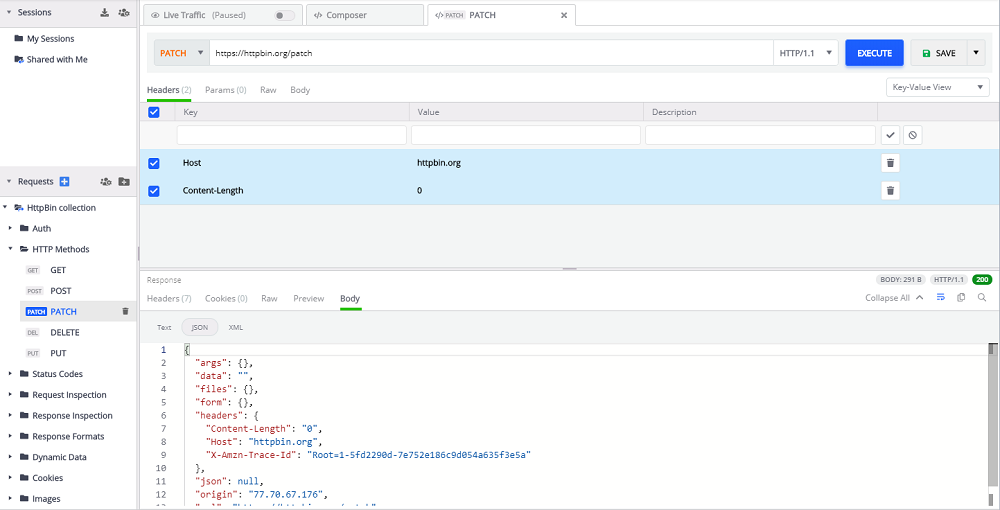 Sessions
My Sessions
Shared with Me
Requests
HttpBin collection
Auth
HTTP Methods
GET GET
POST POST
PATCH PATCH
DEL DELETE
PUT PUT
Status Codes
Request Inspection
Response Inspection
Response Formats
Dynamic Data
Cookies
Images
Live Traffic (Paused)
</> Composer
</> PATCH PATCH
PATCH https://httpbin.org/patch HTTP/1.1 EXECUTE SAVE
Headers (2) Params (0) Raw Body Key-Value View
Key Value Description
Host httpbin.org
Content-Length 0
Response BODY: 291 B HTTP/1.1 200
Headers (7) Cookies (0) Raw Preview Body Collapse All
Text JSON XML
1 {
2 "args": {},
3 "data": "",
4 "files": {},
5 "form": {},
6 "headers": {
7 "Content-Length": "0",
8 "Host": "httpbin.org",
9 "X-Amzn-Trace-Id": "Root=1-5fd2290d-7e752e186c9d054a635f3e5a"
10 },
11 "json": null,
12 "origin": "77.70.67.176",
13